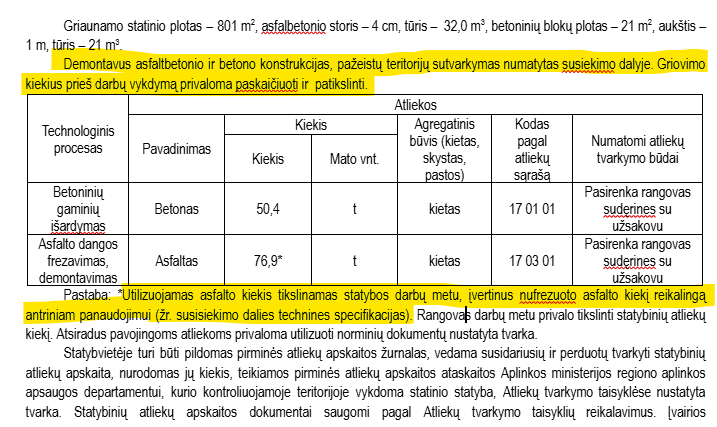 Griaunamo statinio plotas – 801 m², asfalbetonio storis – 4 cm, tūris – 32,0 m³, betoninių blokų plotas – 21 m², aukštis –
1 m, tūris – 21 m³.
Demontavus asfaltbetonio ir betono konstrukcijas, pažeistų teritorijų sutvarkymas numatytas susiekimo dalyje. Griovimo
kiekius prieš darbų vykdymą privaloma paskaičiuoti ir patikslinti.
Technologinis procesas
Atliekos
Pavadinimas
Kiekis
Kiekis
Mato vnt.
Agregatinis būvis (kietas, skystas, pastos)
Kodas pagal atliekų sąrašą
Numatomi atliekų tvarkymo būdai
Betoninių gaminių išardymas
Betonas
50,4
t
kietas
17 01 01
Pasirenka rangovas suderinęs su užsakovu
Asfalto dangos frezavimas, demontavimas
Asfaltas
76,9*
t
kietas
17 03 01
Pasirenka rangovas suderinęs su užsakovu
Pastaba: *Utilizuojamas asfalto kiekis tikslinamas statybos darbų metu, įvertinus nufrezuoto asfalto kiekį reikalingą
antriniam panaudojimui (žr. susisiekimo dalies technines specifikacijas). Rangovas darbų metu privalo tikslinti statybinių atliekų
kiekį. Atsiradus pavojingoms atliekoms privaloma utilizuoti norminių dokumentų nustatyta tvarka.
Statybvietėje turi būti pildomas pirminės atliekų apskaitos žurnalas, vedama susidariusių ir perduotų tvarkyti statybinių
atliekų apskaita, nurodomas jų kiekis, teikiamos pirminės atliekų apskaitos ataskaitos Aplinkos ministerijos regiono aplinkos
apsaugos departamentui, kurio kontroliuojamoje teritorijoje vykdoma statinio statyba, Atliekų tvarkymo taisyklėse nustatyta
tvarka. Statybinių atliekų apskaitos dokumentai saugomi pagal Atliekų tvarkymo taisyklių reikalavimus. Įvairios